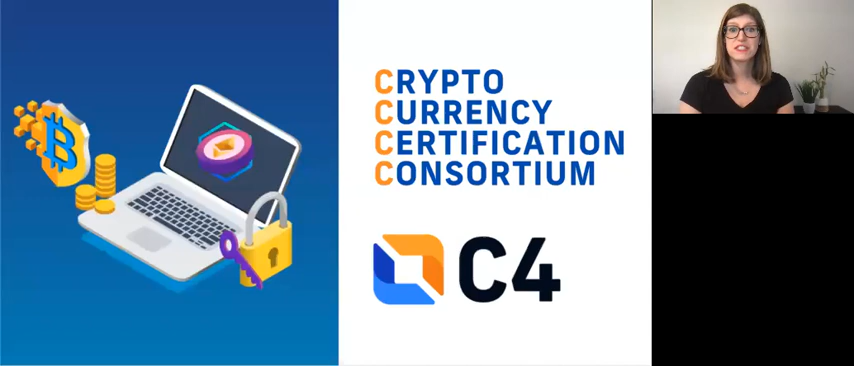 CRYPTO
CURRENCY
CERTIFICATION
CONSORTIUM
C4